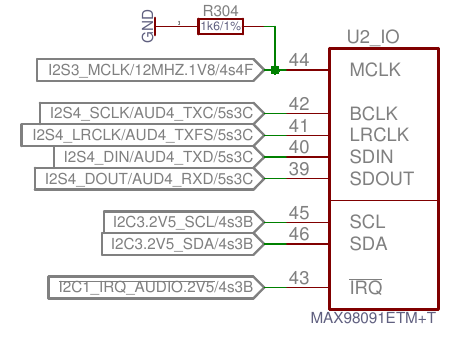 R304
GND
1
1k6/1%
U2_IO
I2S3_MCLK/12MHZ.1V8/4s4F 44 MCLK
I2S4_SCLK/AUD4_TXC/5s3C 42 BCLK
I2S4_LRCLK/AUD4_TXFS/5s3C 41 LRCLK
I2S4_DIN/AUD4_TXD/5s3C 40 SDIN
I2S4_DOUT/AUD4_RXD/5s3C 39 SDOUT
I2C3.2V5_SCL/4s3B 45 SCL
I2C3.2V5_SDA/4s3B 46 SDA
I2C1_IRQ_AUDIO.2V5/4s3B 43 IRQ
MAX98091ETM+T